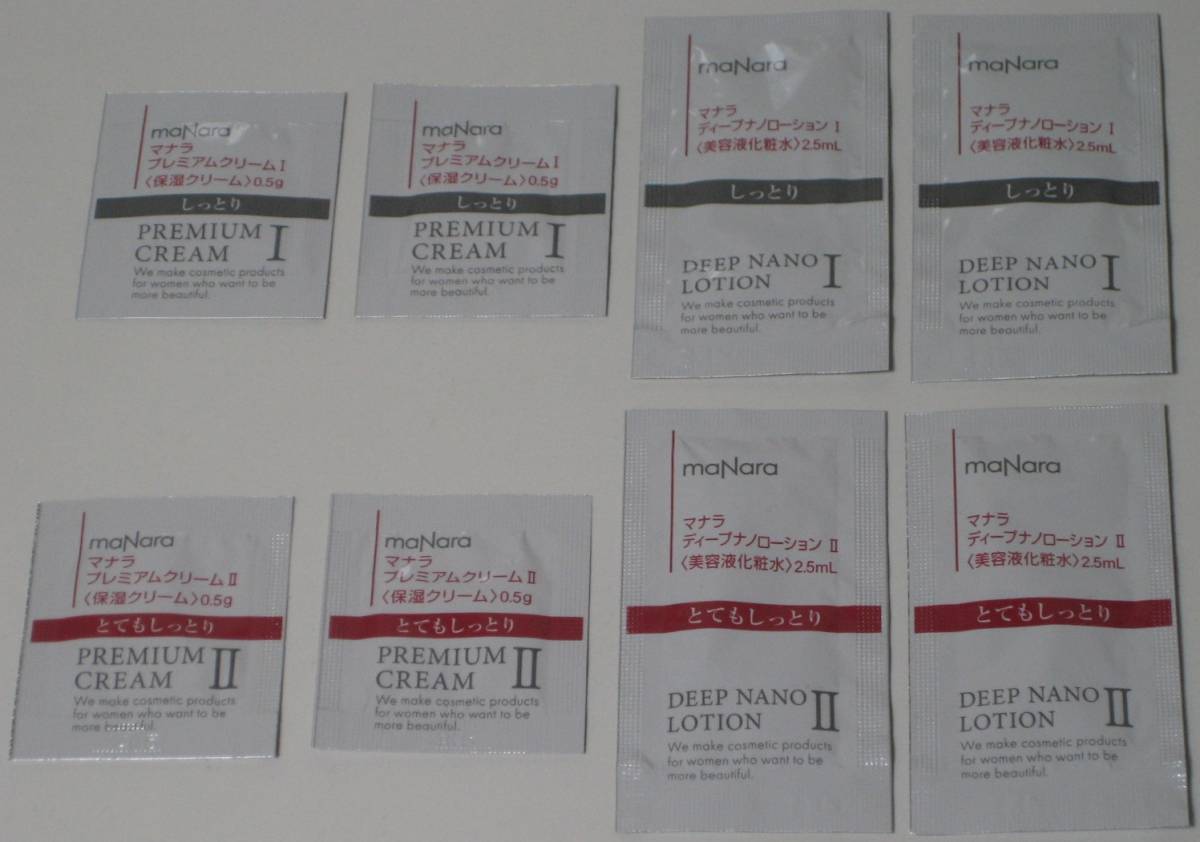 maNara
マナラ
プレミアムクリームⅠ
〈保湿クリーム〉0.5g
しっとり
PREMIUM
CREAM Ⅰ
We make cosmetic products
for women who want to be
more beautiful.
maNara
マナラ
プレミアムクリームⅠ
〈保湿クリーム〉0.5g
しっとり
PREMIUM
CREAM Ⅰ
We make cosmetic products
for women who want to be
more beautiful.
maNara
マナラ
ディープナノローション Ⅰ
〈美容液化粧水〉2.5mL
しっとり
DEEP NANO
LOTION Ⅰ
We make cosmetic products
for women who want to be
more beautiful.
maNara
マナラ
ディープナノローション Ⅰ
〈美容液化粧水〉2.5mL
しっとり
DEEP NANO
LOTION Ⅰ
We make cosmetic products
for women who want to be
more beautiful.
maNara
マナラ
プレミアムクリームⅡ
〈保湿クリーム〉0.5g
とてもしっとり
PREMIUM
CREAM Ⅱ
We make cosmetic products
for women who want to be
more beautiful.
maNara
マナラ
プレミアムクリームⅡ
〈保湿クリーム〉0.5g
とてもしっとり
PREMIUM
CREAM Ⅱ
We make cosmetic products
for women who want to be
more beautiful.
maNara
マナラ
ディープナノローション Ⅱ
〈美容液化粧水〉2.5mL
とてもしっとり
DEEP NANO
LOTION Ⅱ
We make cosmetic products
for women who want to be
more beautiful.
maNara
マナラ
ディープナノローション Ⅱ
〈美容液化粧水〉2.5mL
とてもしっとり
DEEP NANO
LOTION Ⅱ
We make cosmetic products
for women who want to be
more beautiful.